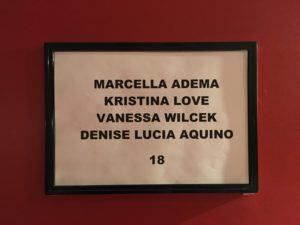 MARCELLA ADEMA
KRISTINA LOVE
VANESSA WILCEK
DENISE LUCIA AQUINO
18